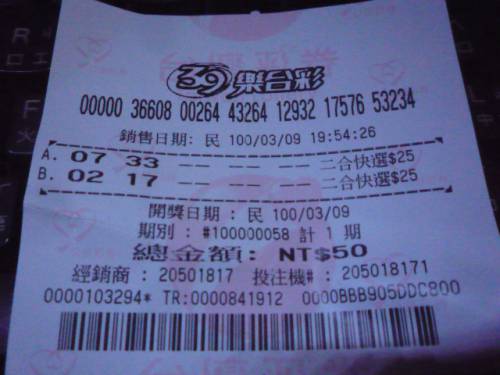 39樂合彩
00000 36608 00264 43264 12932 17576 53234
銷售日期: 民 100/03/09 19:54:26
A. 07 33 -- -- -- 二合快選$25
B. 02 17 -- -- -- 二合快選$25
開獎日期 : 民 100/03/09
期別 : #100000058 計 1 期
總金額: NT$50
經銷商 : 20501817 投注機# : 205018171
0000103294* TR:0000841912 0000BBB905DDC800